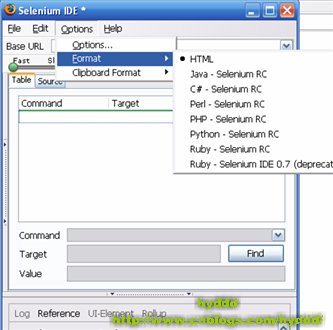 Selenium IDE *
File Edit Options Help
Base URL
Options...
Format
Clipboard Format
HTML
Java - Selenium RC
C# - Selenium RC
Perl - Selenium RC
PHP - Selenium RC
Python - Selenium RC
Ruby - Selenium RC
Ruby - Selenium IDE 0.7 (deprecat
Fast
Table Source
Command Target
Command
Target Find
Value
Log Reference UI-Element Rollup
hyddd
http://www.cnblogs.com/hyddd/